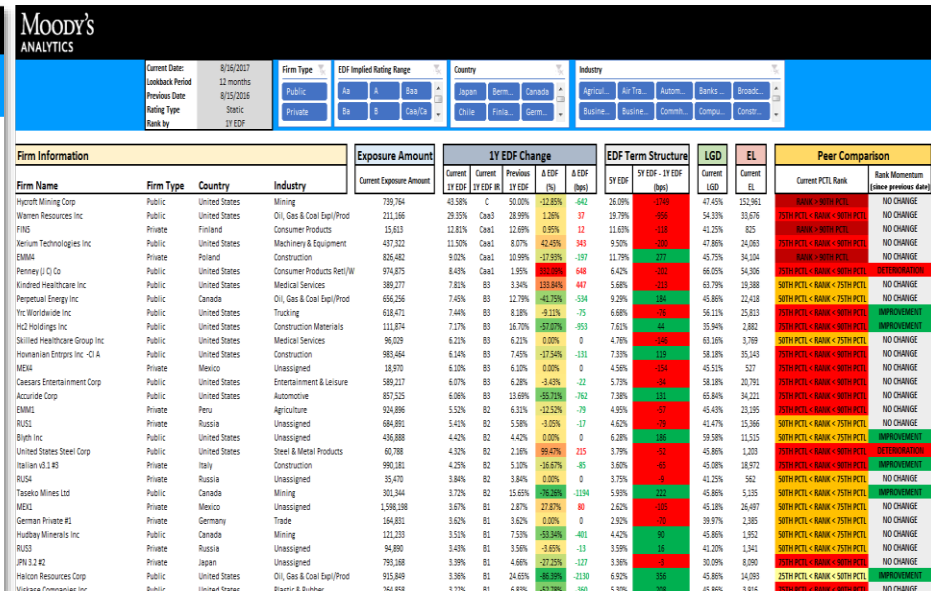 MOODY'S
ANALYTICS
Current Date: 8/16/2017
Lookback Period 12 months
Previous Date 8/15/2016
Rating Type Static
Rank by 1Y EDF
Firm Type
Public
Private
EDF Implied Rating Range
Aa A Baa
Ba B Caa/Ca
Country
Japan Berm... Canada
Chile Finla... Germ...
Industry
Agricul... Air Tra... Autom... Banks ... Broadc...
Busine... Busine... Commh... Compu... Constr...
Firm Information Exposure Amount 1Y EDF Change EDF Term Structure LGD EL Peer Comparison
Firm Name Firm Type Country Industry Current Exposure Amount Current 1Y EDF Current 1Y EDF IR Previous 1Y EDF Δ EDF (%) Δ EDF (bps) 5Y EDF 5Y EDF - 1Y EDF (bps) Current LGD Current EL Current PCTL Rank Rank Momentum (since previous date)
Hycroft Mining Corp Public United States Mining 739,764 43.58% C 50.00% -12.85% -642 26.09% -1749 47.45% 152,961 RANK > 90TH PCTL NO CHANGE
Warren Resources Inc Public United States Oil, Gas & Coal Expl/Prod 211,166 29.35% Caa3 28.99% 1.26% 37 19.79% -956 54.33% 33,676 75TH PCTL < RANK < 90TH PCTL NO CHANGE
FIN5 Private Finland Consumer Products 15,613 12.81% Caa1 12.69% 0.95% 12 11.63% -118 41.25% 825 RANK > 90TH PCTL NO CHANGE
Xerium Technologies Inc Public United States Machinery & Equipment 437,322 11.50% Caa1 8.07% 42.45% 343 9.50% -200 47.86% 24,063 75TH PCTL < RANK < 90TH PCTL NO CHANGE
EMM4 Private Poland Construction 826,482 9.02% Caa1 10.99% -17.93% -197 11.79% 277 45.75% 34,104 RANK > 90TH PCTL NO CHANGE
Penney (J C) Co Public United States Consumer Products Retl/W 974,875 8.43% Caa1 1.95% 648 6.42% -202 66.05% 54,306 75TH PCTL < RANK < 90TH PCTL DETERIORATION
Kindred Healthcare Inc Public United States Medical Services 389,277 7.81% B3 3.34% 133.84% 447 5.68% -213 63.79% 19,388 50TH PCTL < RANK < 75TH PCTL NO CHANGE
Perpetual Energy Inc Public Canada Oil, Gas & Coal Expl/Prod 656,256 7.45% B3 12.79% -41.75% -534 9.29% 184 45.86% 22,418 50TH PCTL < RANK < 75TH PCTL NO CHANGE
Yrc Worldwide Inc Public United States Trucking 618,471 7.44% B3 8.18% -9.11% -75 6.68% -76 56.11% 25,813 75TH PCTL < RANK < 90TH PCTL IMPROVEMENT
Hc2 Holdings Inc Public United States Construction Materials 111,874 7.17% B3 16.70% -57.07% -953 7.61% 44 35.94% 2,882 75TH PCTL < RANK < 90TH PCTL IMPROVEMENT
Skilled Healthcare Group Inc Public United States Medical Services 96,029 6.21% B3 6.21% 0.00% 0 4.76% -146 63.16% 3,769 50TH PCTL < RANK < 75TH PCTL NO CHANGE
Hovnanian Entrprs Inc -Cl A Public United States Construction 983,464 6.14% B3 7.45% -17.54% -131 7.33% 119 58.18% 35,143 75TH PCTL < RANK < 90TH PCTL NO CHANGE
MEX4 Private Mexico Unassigned 18,970 6.10% B3 6.10% 0.00% 0 4.56% -154 45.51% 527 75TH PCTL < RANK < 90TH PCTL NO CHANGE
Caesars Entertainment Corp Public United States Entertainment & Leisure 589,217 6.07% B3 6.28% -3.43% -22 5.73% -34 58.18% 20,791 75TH PCTL < RANK < 90TH PCTL NO CHANGE
Accuride Corp Public United States Automotive 857,525 6.06% B3 13.69% -55.71% -762 7.38% 131 65.84% 34,221 75TH PCTL < RANK < 90TH PCTL NO CHANGE
EMM1 Private Peru Agriculture 924,896 5.52% B2 6.31% -12.52% -79 4.95% -57 45.43% 23,195 75TH PCTL < RANK < 90TH PCTL NO CHANGE
RUS1 Private Russia Unassigned 684,891 5.41% B2 5.58% -3.05% -17 4.62% -79 41.47% 15,366 50TH PCTL < RANK < 75TH PCTL NO CHANGE
Blyth Inc Public United States Unassigned 436,888 4.42% B2 4.42% 0.00% 0 6.28% 186 59.58% 11,515 50TH PCTL < RANK < 75TH PCTL IMPROVEMENT
United States Steel Corp Public United States Steel & Metal Products 60,788 4.32% B2 2.16% 99.47% 215 3.79% -52 45.86% 1,203 75TH PCTL < RANK < 90TH PCTL DETERIORATION
Italian v3.1 #3 Private Italy Construction 990,181 4.25% B2 5.10% -16.67% -85 3.60% -65 45.08% 18,972 75TH PCTL < RANK < 90TH PCTL IMPROVEMENT
RUS4 Private Russia Unassigned 35,470 3.84% B2 3.84% 0.00% 0 3.75% -9 41.25% 562 50TH PCTL < RANK < 75TH PCTL NO CHANGE
Taseko Mines Ltd Public Canada Mining 301,344 3.72% B2 15.65% -76.26% -1194 5.93% 222 45.86% 5,135 50TH PCTL < RANK < 75TH PCTL IMPROVEMENT
MEX1 Private Mexico Unassigned 1,598,198 3.67% B1 2.87% 27.87% 80 2.62% -105 45.18% 26,497 50TH PCTL < RANK < 75TH PCTL NO CHANGE
German Private #1 Private Germany Trade 164,831 3.62% B1 3.62% 0.00% 0 2.92% -70 39.97% 2,385 50TH PCTL < RANK < 75TH PCTL NO CHANGE
Hudbay Minerals Inc Public Canada Mining 121,233 3.51% B1 7.53% -53.34% -401 4.42% 90 45.86% 1,952 50TH PCTL < RANK < 75TH PCTL NO CHANGE
RUS3 Private Russia Unassigned 94,890 3.43% B1 3.56% -3.65% -13 3.59% 16 41.20% 1,341 50TH PCTL < RANK < 75TH PCTL NO CHANGE
JPN 3.2 #2 Private Japan Unassigned 793,168 3.39% B1 4.66% -27.25% -127 3.36% -3 30.09% 8,090 75TH PCTL < RANK < 90TH PCTL NO CHANGE
Halcon Resources Corp Public United States Oil, Gas & Coal Expl/Prod 915,849 3.36% B1 24.65% -86.39% -2130 6.92% 356 45.86% 14,093 25TH PCTL < RANK < 50TH PCTL IMPROVEMENT
Viskase Companies Inc Public United States Plastic & Rubber 264,858 3.22% B1 6.83% -52.78% -360 5.30% 208 45.86% 3,916 50TH PCTL < RANK < 75TH PCTL NO CHANGE